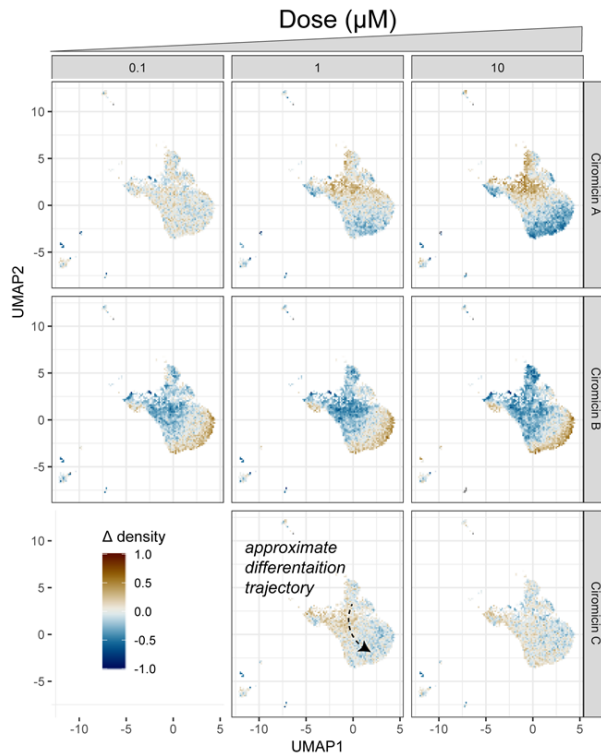 Dose (μM)
0.1 1 10
10
5
0
-5
Ciromicin A
UMAP2
10
5
0
-5
Ciromicin B
Δ density
1.0
0.5
0.0
-0.5
-1.0
approximate
differentaition
trajectory
10
5
0
-5
Ciromicin C
-10 -5 0 5 -10 -5 0 5 -10 -5 0 5
UMAP1